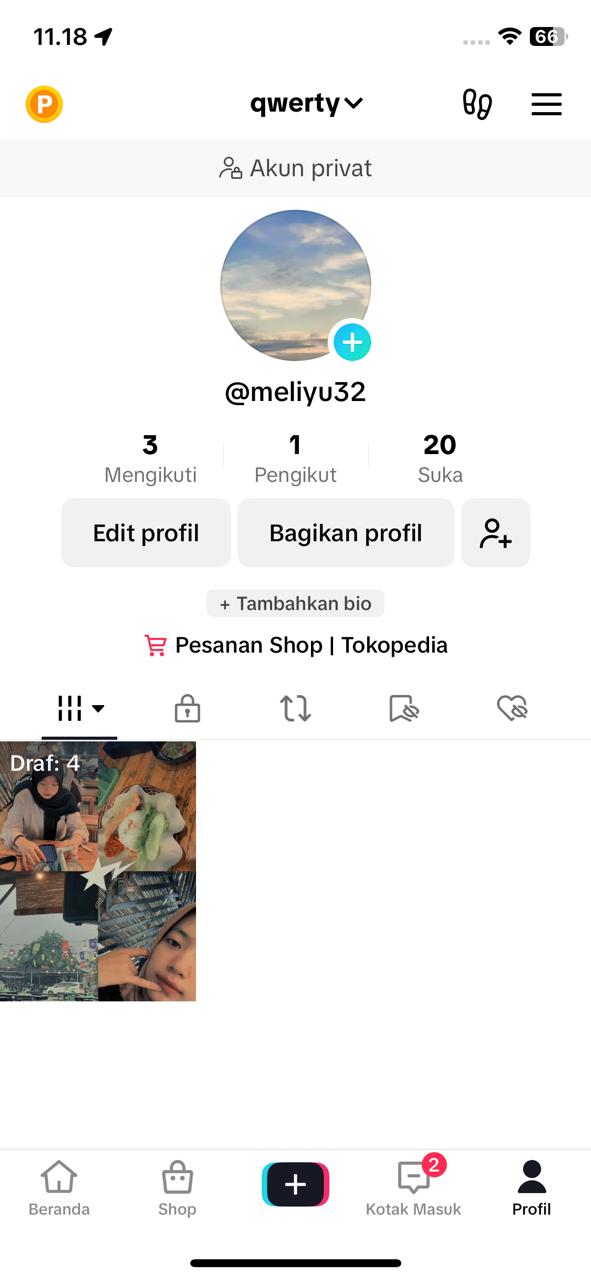 11.18
66
P
qwerty
Akun privat
@meliyu32
3 1 20
Mengikuti Pengikut Suka
Edit profil Bagikan profil
+ Tambahkan bio
Pesanan Shop | Tokopedia
Draf: 4
2
Beranda Shop Kotak Masuk Profil